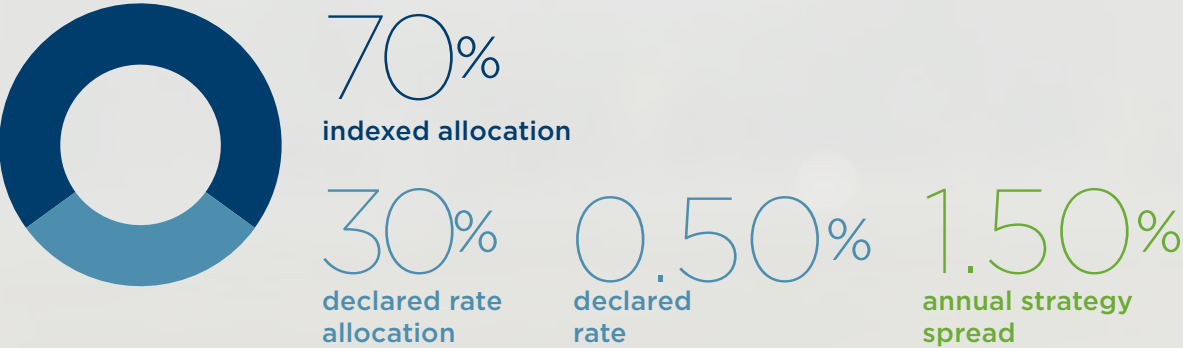 70%
indexed allocation
30%
declared rate
allocation
0.50%
declared
rate
1.50%
annual strategy
spread